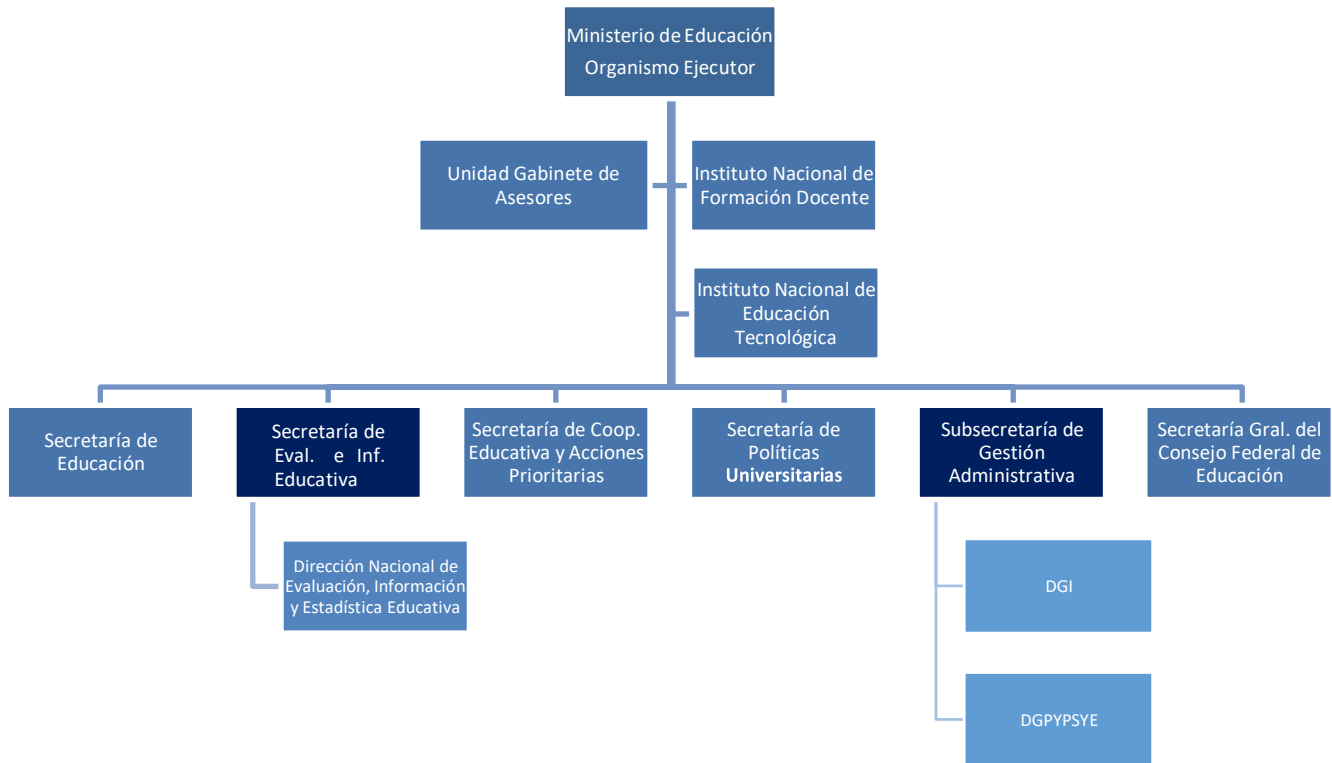 Ministerio de Educación
Organismo Ejecutor
Unidad Gabinete de
Asesores
Instituto Nacional de
Formación Docente
Instituto Nacional de
Educación
Tecnológica
Secretaría de
Educación
Secretaría de
Eval. e Inf.
Educativa
Secretaría de Coop.
Educativa y Acciones
Prioritarias
Secretaría de
Políticas
Universitarias
Subsecretaría de
Gestión
Administrativa
Secretaría Gral. del
Consejo Federal de
Educación
Dirección Nacional de
Evaluación, Información
y Estadística Educativa
DGI
DGPYPSYE